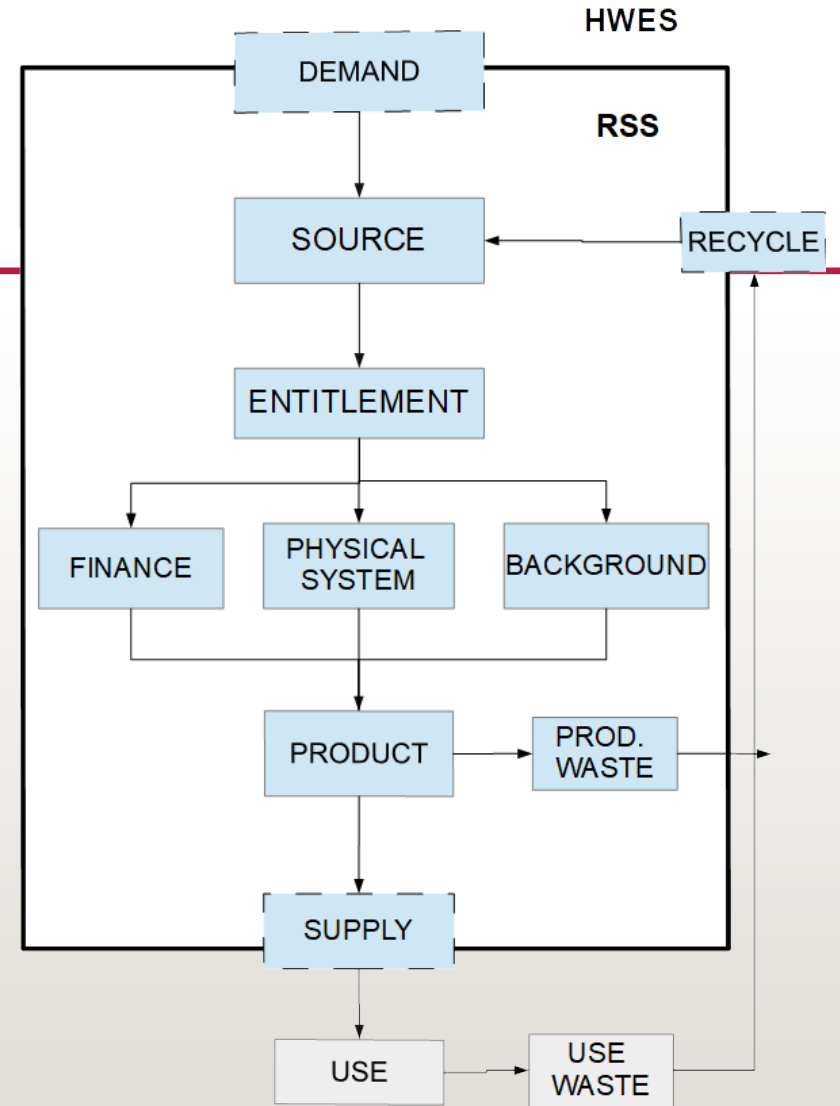 HWES
DEMAND
RSS
SOURCE
RECYCLE
ENTITLEMENT
FINANCE
PHYSICAL
SYSTEM
BACKGROUND
PRODUCT
PROD.
WASTE
SUPPLY
USE
USE
WASTE